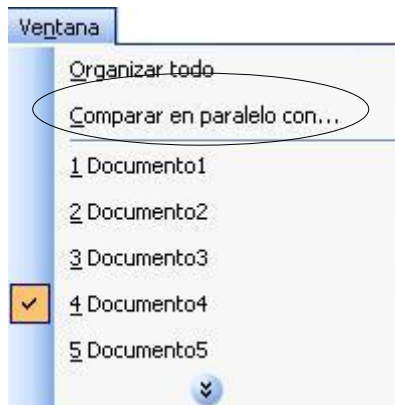 Ventana
Organizar todo
Comparar en paralelo con...
1 Documento1
2 Documento2
3 Documento3
4 Documento4
5 Documento5